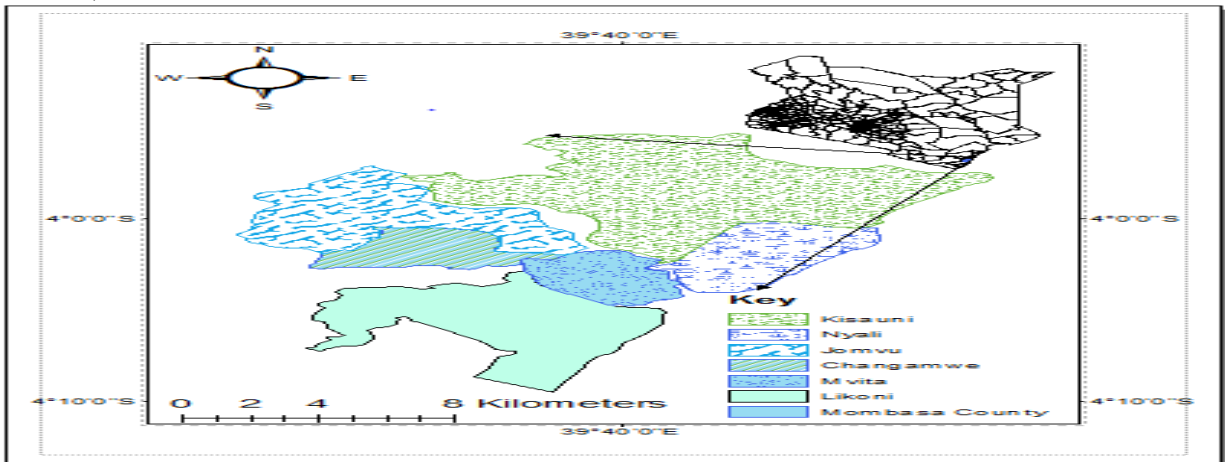 39°40'0"E
N
W E
S
4°0'0"S 4°0'0"S
Key
Kisauni
Nyali
Jomvu
Changamwe
Mvita
Likoni
Mombasa County
4°10'0"S 4°10'0"S
0 2 4 8 Kilometers
39°40'0"E